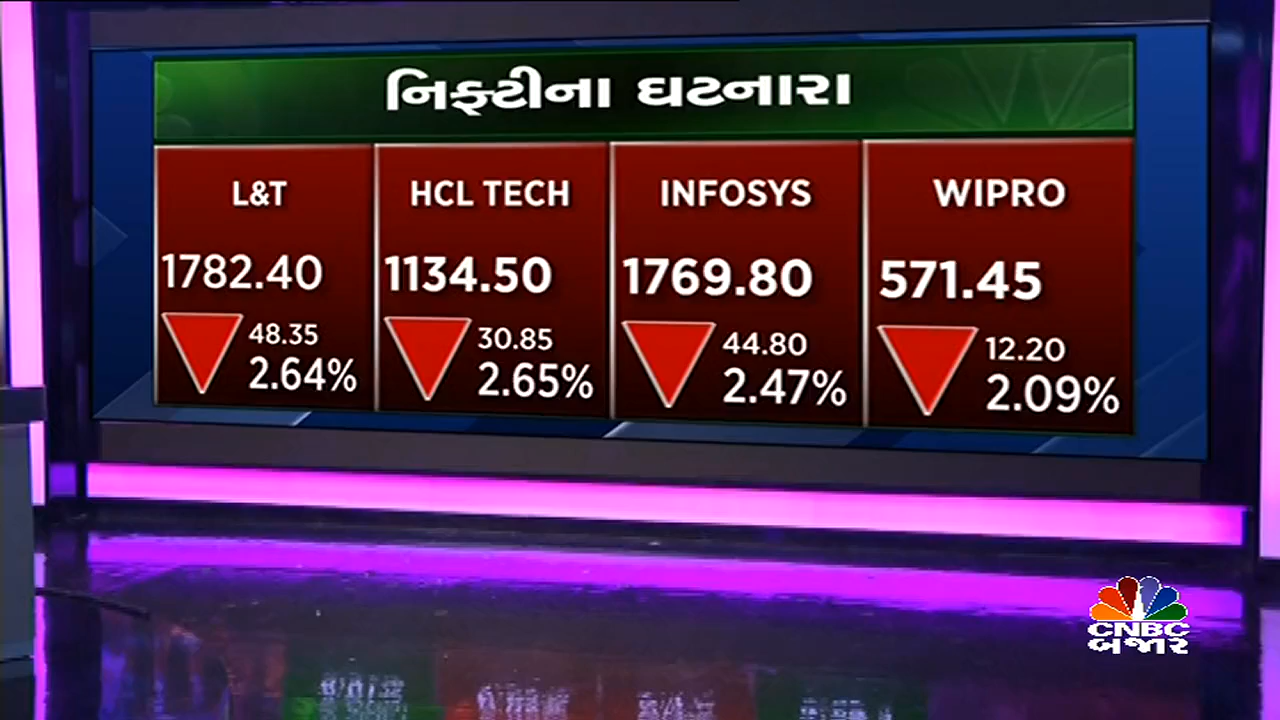 નિફ્ટીના ઘટનારા
L&T
1782.40
48.35
2.64%
HCL TECH
1134.50
30.85
2.65%
INFOSYS
1769.80
44.80
2.47%
WIPRO
571.45
12.20
2.09%
CNBC
બજાર